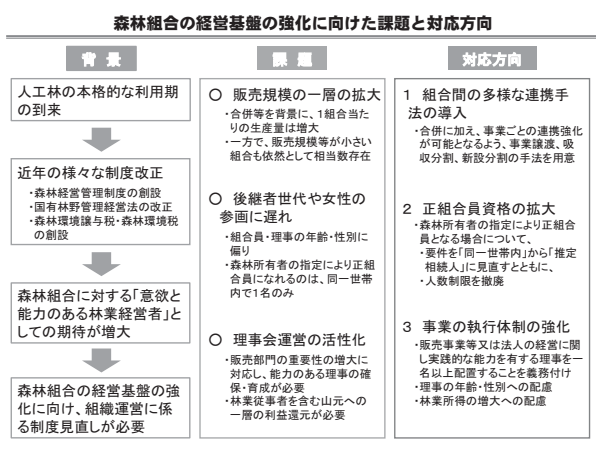 森林組合の経営基盤の強化に向けた課題と対応方向
背 景
人工林の本格的な利用期
の到来
近年の様々な制度改正
・森林経営管理制度の創設
・国有林野管理経営法の改正
・森林環境譲与税・森林環境税
の創設
森林組合に対する「意欲と
能力のある林業経営者」と
しての期待が増大
森林組合の経営基盤の強
化に向け、組織運営に係
る制度見直しが必要
課 題
○ 販売規模の一層の拡大
・合併等を背景に、1組合当た
りの生産量は増大
・一方で、販売規模等が小さい
組合も依然として相当数存在
○ 後継者世代や女性の
参画に遅れ
・組合員・理事の年齢・性別に
偏り
・森林所有者の指定により正組
合員になれるのは、同一世帯
内で1名のみ
○ 理事会運営の活性化
・販売部門の重要性の増大に
対応し、能力のある理事の確
保・育成が必要
・林業従事者を含む山元への
一層の利益還元が必要
対応方向
1 組合間の多様な連携手
法の導入
・合併に加え、事業ごとの連携強化
が可能となるよう、事業譲渡、吸
収分割、新設分割の手法を用意
2 正組合員資格の拡大
・森林所有者の指定により正組合
員となる場合について、
・要件を「同一世帯内」から「推定
相続人」に見直すとともに、
・人数制限を撤廃
3 事業の執行体制の強化
・販売事業等又は法人の経営に関
し実践的な能力を有する理事を一
名以上配置することを義務付け
・理事の年齢・性別への配慮
・林業所得の増大への配慮